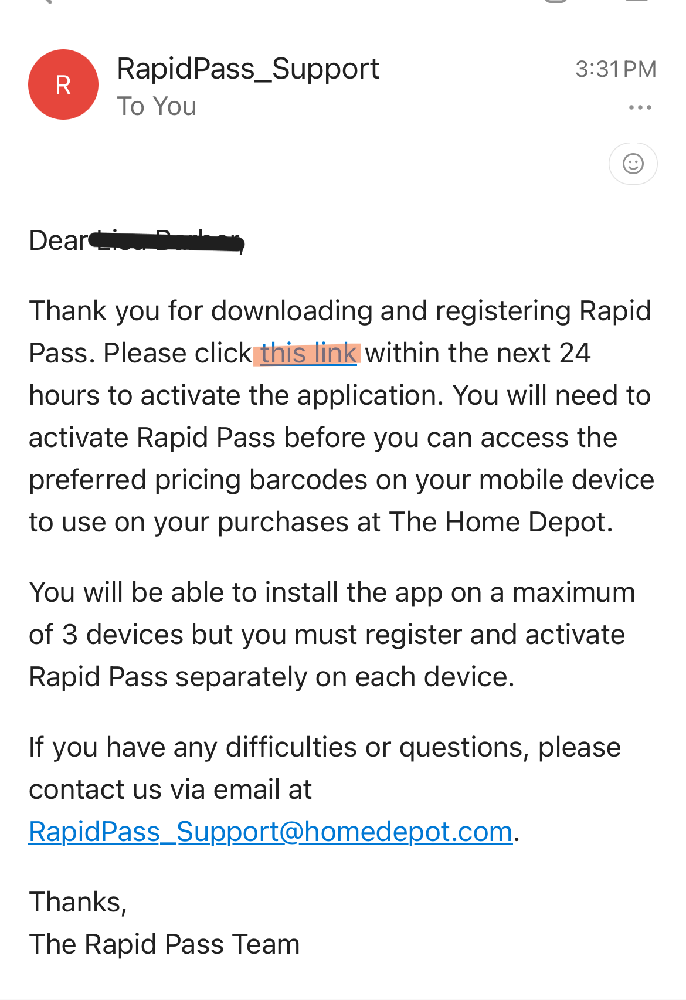 RapidPass_Support
3:31 PM
To You
R
Dear
Thank you for downloading and registering Rapid
Pass. Please click this link within the next 24
hours to activate the application. You will need to
activate Rapid Pass before you can access the
preferred pricing barcodes on your mobile device
to use on your purchases at The Home Depot.
You will be able to install the app on a maximum
of 3 devices but you must register and activate
Rapid Pass separately on each device.
If you have any difficulties or questions, please
contact us via email at
RapidPass_Support@homedepot.com.
Thanks,
The Rapid Pass Team